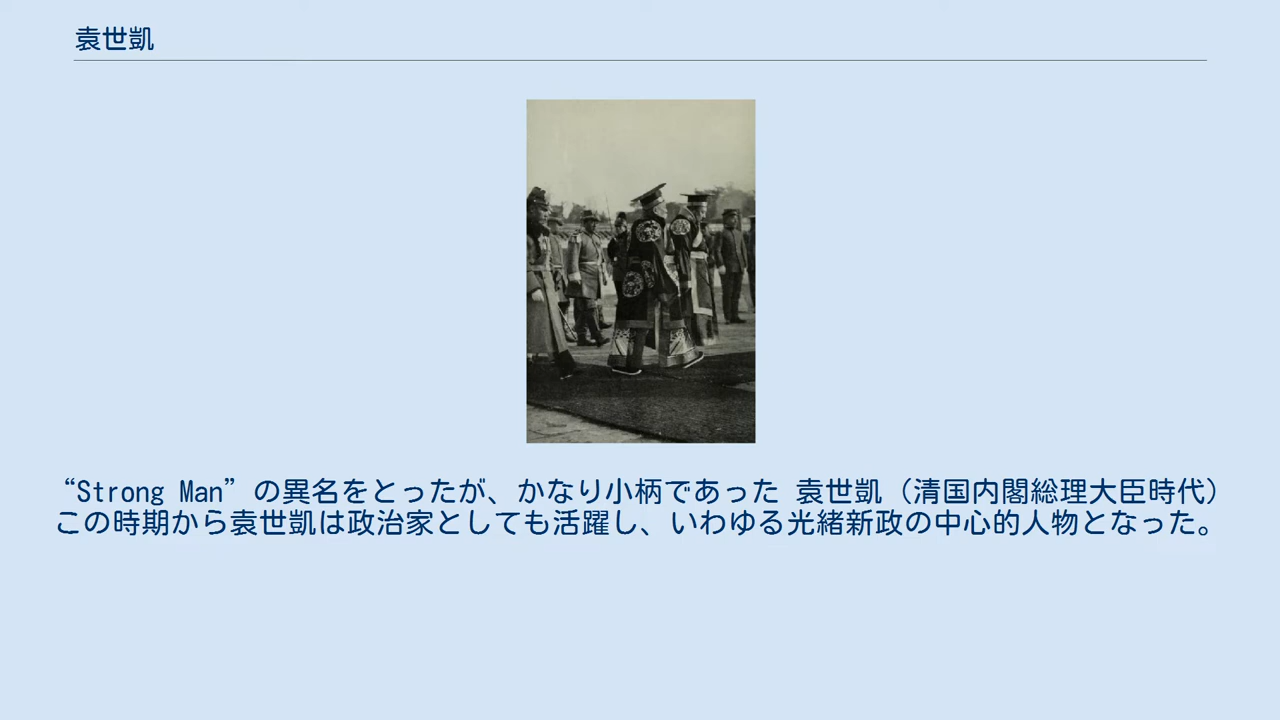 袁世凱
“Strong Man”の異名をとったが、かなり小柄であった 袁世凱（清国内閣総理大臣時代）
この時期から袁世凱は政治家としても活躍し、いわゆる光緒新政の中心的人物となった。